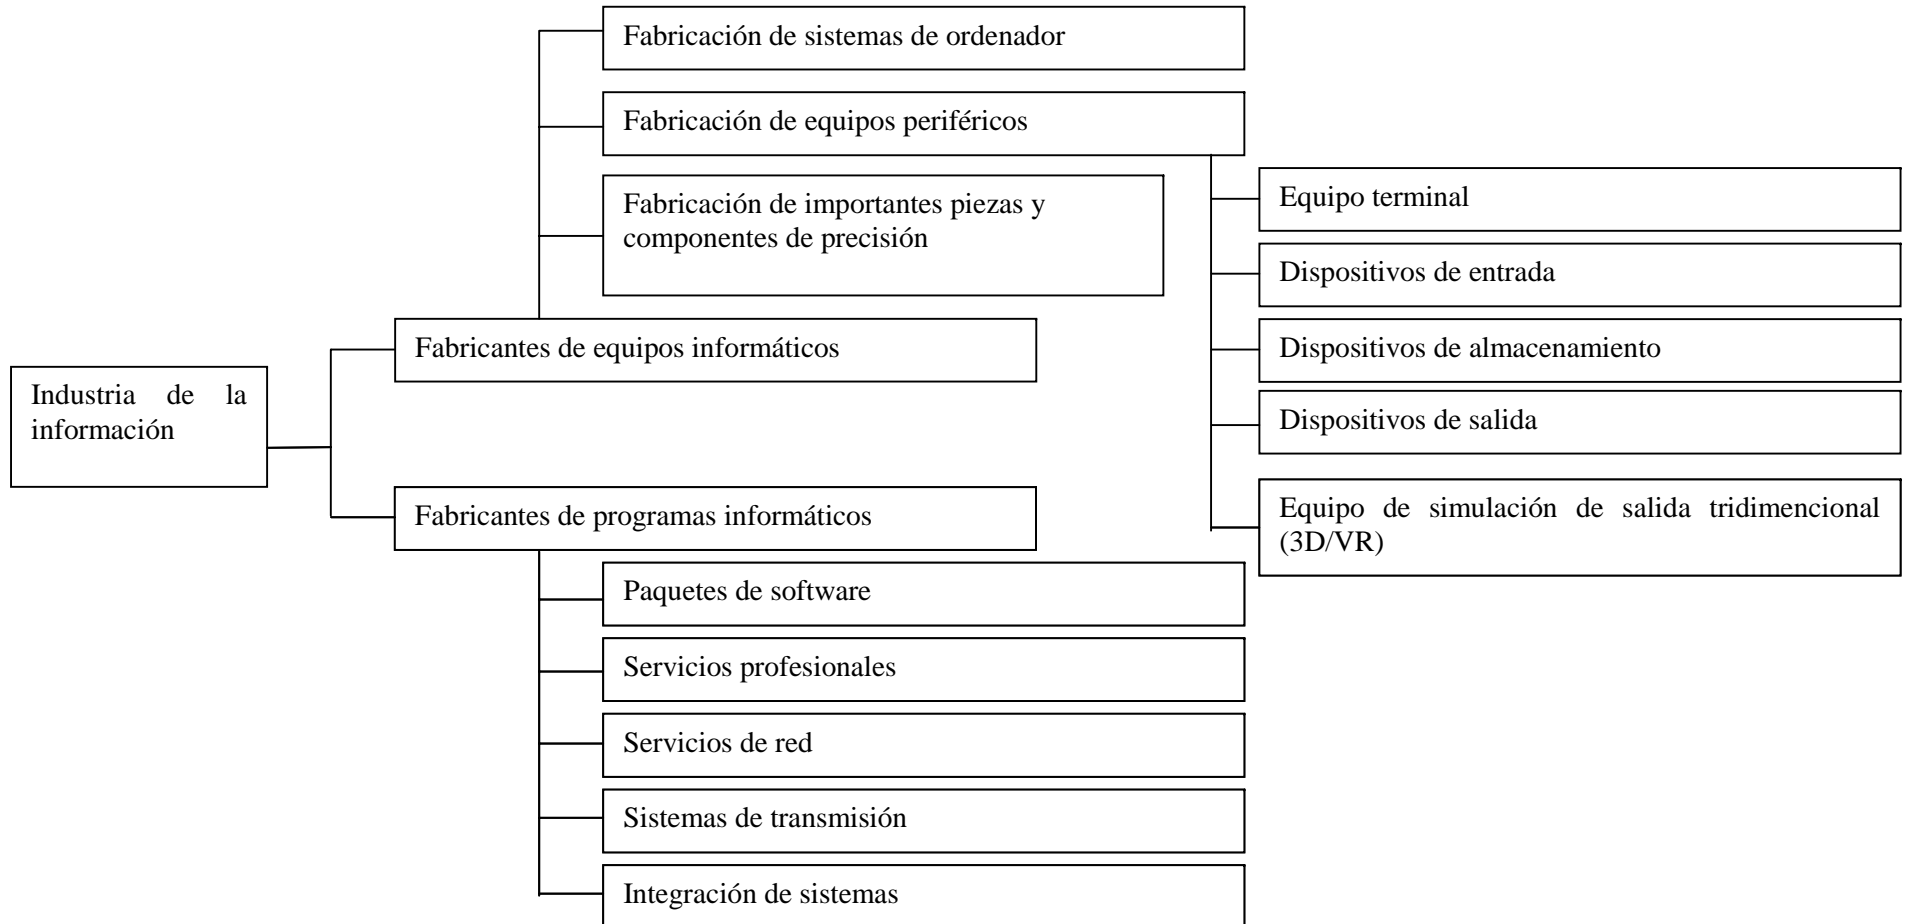 Fabricación de sistemas de ordenador
Fabricación de equipos periféricos
Fabricación de importantes piezas y
componentes de precisión
Equipo terminal
Dispositivos de entrada
Dispositivos de almacenamiento
Dispositivos de salida
Equipo de simulación de salida tridimencional
(3D/VR)
Fabricantes de equipos informáticos
Industria de la
información
Fabricantes de programas informáticos
Paquetes de software
Servicios profesionales
Servicios de red
Sistemas de transmisión
Integración de sistemas